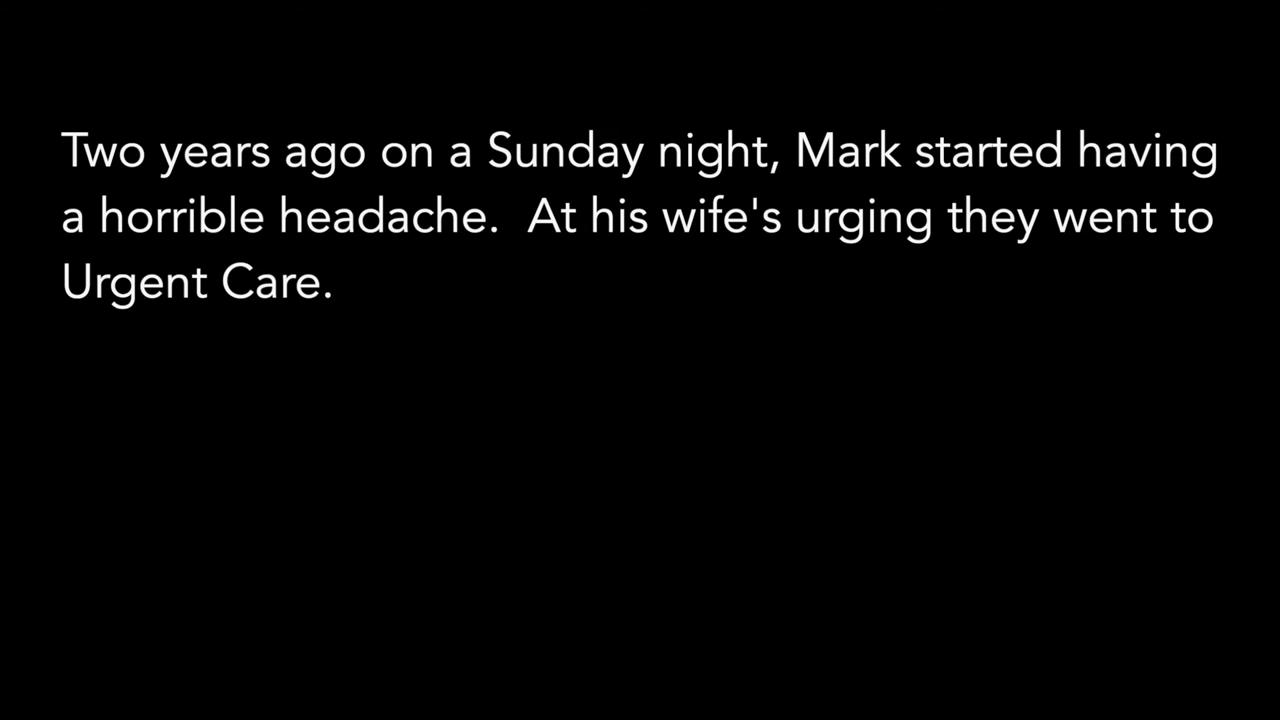 Two years ago on a Sunday night, Mark started having
a horrible headache.  At his wife's urging they went to
Urgent Care.